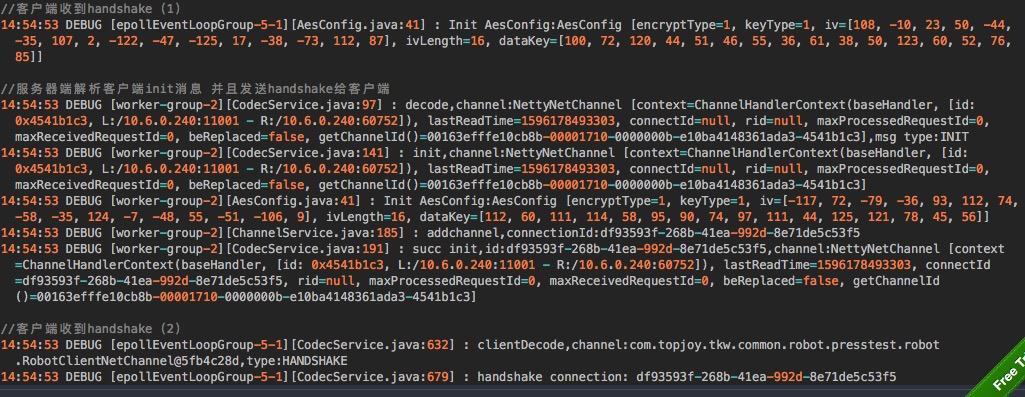 //客户端收到handshake (1)
14:54:53 DEBUG [epollEventLoopGroup-5-1][AesConfig.java:41] : Init AesConfig:AesConfig [encryptType=1, keyType=1, iv=[108, -10, 23, 50, -44,
-35, 107, 2, -122, -47, -125, 17, -38, -73, 112, 87], ivLength=16, dataKey=[100, 72, 120, 44, 51, 46, 55, 36, 61, 38, 50, 123, 60, 52, 76,
85]]
//服务器端解析客户端init消息 并且发送handshake给客户端
14:54:53 DEBUG [worker-group-2][CodecService.java:97] : decode,channel:NettyNetChannel [context=ChannelHandlerContext(baseHandler, [id:
0x4541b1c3, L:/10.6.0.240:11001 - R:/10.6.0.240:60752]), lastReadTime=1596178493303, connectId=null, rid=null, maxProcessedRequestId=0,
maxReceivedRequestId=0, beReplaced=false, getChannelId()=00163efffe10cb8b-00001710-0000000b-e10ba4148361ada3-4541b1c3],msg type:INIT
14:54:53 DEBUG [worker-group-2][CodecService.java:141] : init,channel:NettyNetChannel [context=ChannelHandlerContext(baseHandler, [id:
0x4541b1c3, L:/10.6.0.240:11001 - R:/10.6.0.240:60752]), lastReadTime=1596178493303, connectId=null, rid=null, maxProcessedRequestId=0,
maxReceivedRequestId=0, beReplaced=false, getChannelId()=00163efffe10cb8b-00001710-0000000b-e10ba4148361ada3-4541b1c3]
14:54:53 DEBUG [worker-group-2][AesConfig.java:41] : Init AesConfig:AesConfig [encryptType=1, keyType=1, iv=[-117, 72, -79, -36, 93, 112, 74,
-58, -35, 124, -7, -48, 55, -51, -106, 9], ivLength=16, dataKey=[112, 60, 111, 114, 58, 95, 90, 74, 97, 111, 44, 125, 121, 78, 45, 56]]
14:54:53 DEBUG [worker-group-2][ChannelService.java:185] : addchannel,connectionId:df93593f-268b-41ea-992d-8e71de5c53f5
14:54:53 DEBUG [worker-group-2][CodecService.java:191] : succ init,id:df93593f-268b-41ea-992d-8e71de5c53f5,channel:NettyNetChannel [context
=ChannelHandlerContext(baseHandler, [id: 0x4541b1c3, L:/10.6.0.240:11001 - R:/10.6.0.240:60752]), lastReadTime=1596178493303, connectId
=df93593f-268b-41ea-992d-8e71de5c53f5, rid=null, maxProcessedRequestId=0, maxReceivedRequestId=0, beReplaced=false, getChannelId
()=00163efffe10cb8b-00001710-0000000b-e10ba4148361ada3-4541b1c3]
//客户端收到handshake (2)
14:54:53 DEBUG [epollEventLoopGroup-5-1][CodecService.java:632] : clientDecode,channel:com.topjoy.tkw.common.robot.presstest.robot
.RobotClientNetChannel@5fb4c28d,type:HANDSHAKE
14:54:53 DEBUG [epollEventLoopGroup-5-1][CodecService.java:679] : handshake connection: df93593f-268b-41ea-992d-8e71de5c53f5
Free